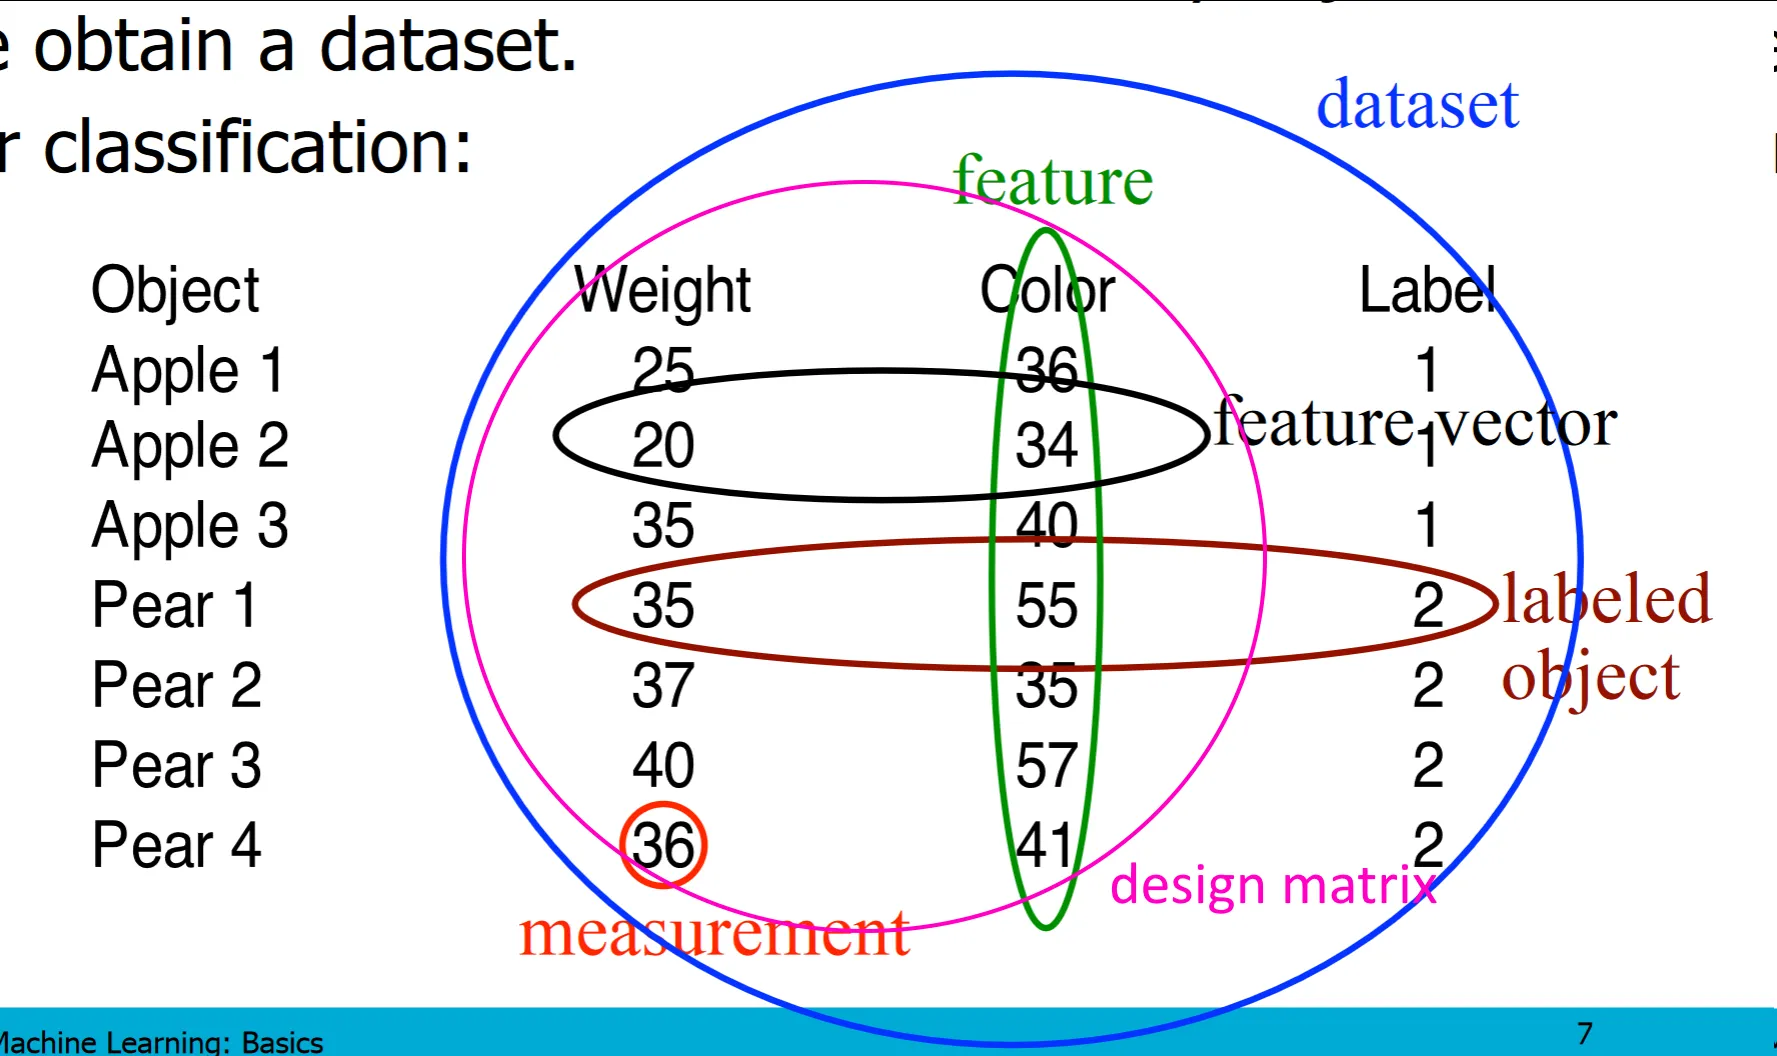 obtain a dataset.
classification:
dataset
feature
Object Weight Color Label
Apple 1 25 36 1
feature vector
Apple 2 20 34 1
Apple 3 35 40 1
Pear 1 35 55 2
labeled
object
Pear 2 37 35 2
Pear 3 40 57 2
Pear 4 36 41 2
design matrix
measurement
Machine Learning: Basics 7